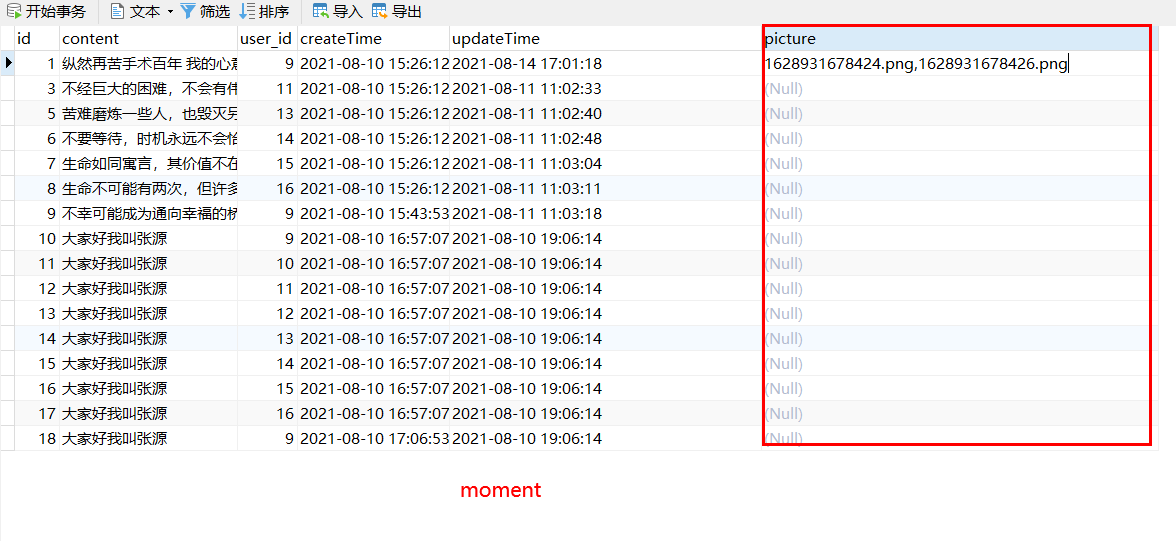 开始事务 文本 筛选 排序 导入 导出
id content user_id createTime updateTime picture
1 纵然再苦手术百年 我的心意 9 2021-08-10 15:26:12 2021-08-14 17:01:18 1628931678424.png,1628931678426.png
3 不经巨大的困难，不会有伟 11 2021-08-10 15:26:12 2021-08-11 11:02:33 (Null)
5 苦难磨炼一些人，也毁灭另 13 2021-08-10 15:26:12 2021-08-11 11:02:40 (Null)
6 不要等待，时机永远不会恰 14 2021-08-10 15:26:12 2021-08-11 11:02:48 (Null)
7 生命如同寓言，其价值不在 15 2021-08-10 15:26:12 2021-08-11 11:03:04 (Null)
8 生命不可能有两次，但许多 16 2021-08-10 15:26:12 2021-08-11 11:03:11 (Null)
9 不幸可能成为通向幸福的桥 9 2021-08-10 15:43:53 2021-08-11 11:03:18 (Null)
10 大家好我叫张源 9 2021-08-10 16:57:07 2021-08-10 19:06:14 (Null)
11 大家好我叫张源 10 2021-08-10 16:57:07 2021-08-10 19:06:14 (Null)
12 大家好我叫张源 11 2021-08-10 16:57:07 2021-08-10 19:06:14 (Null)
13 大家好我叫张源 12 2021-08-10 16:57:07 2021-08-10 19:06:14 (Null)
14 大家好我叫张源 13 2021-08-10 16:57:07 2021-08-10 19:06:14 (Null)
15 大家好我叫张源 14 2021-08-10 16:57:07 2021-08-10 19:06:14 (Null)
16 大家好我叫张源 15 2021-08-10 16:57:07 2021-08-10 19:06:14 (Null)
17 大家好我叫张源 16 2021-08-10 16:57:07 2021-08-10 19:06:14 (Null)
18 大家好我叫张源 9 2021-08-10 17:06:53 2021-08-10 19:06:14 (Null)
moment